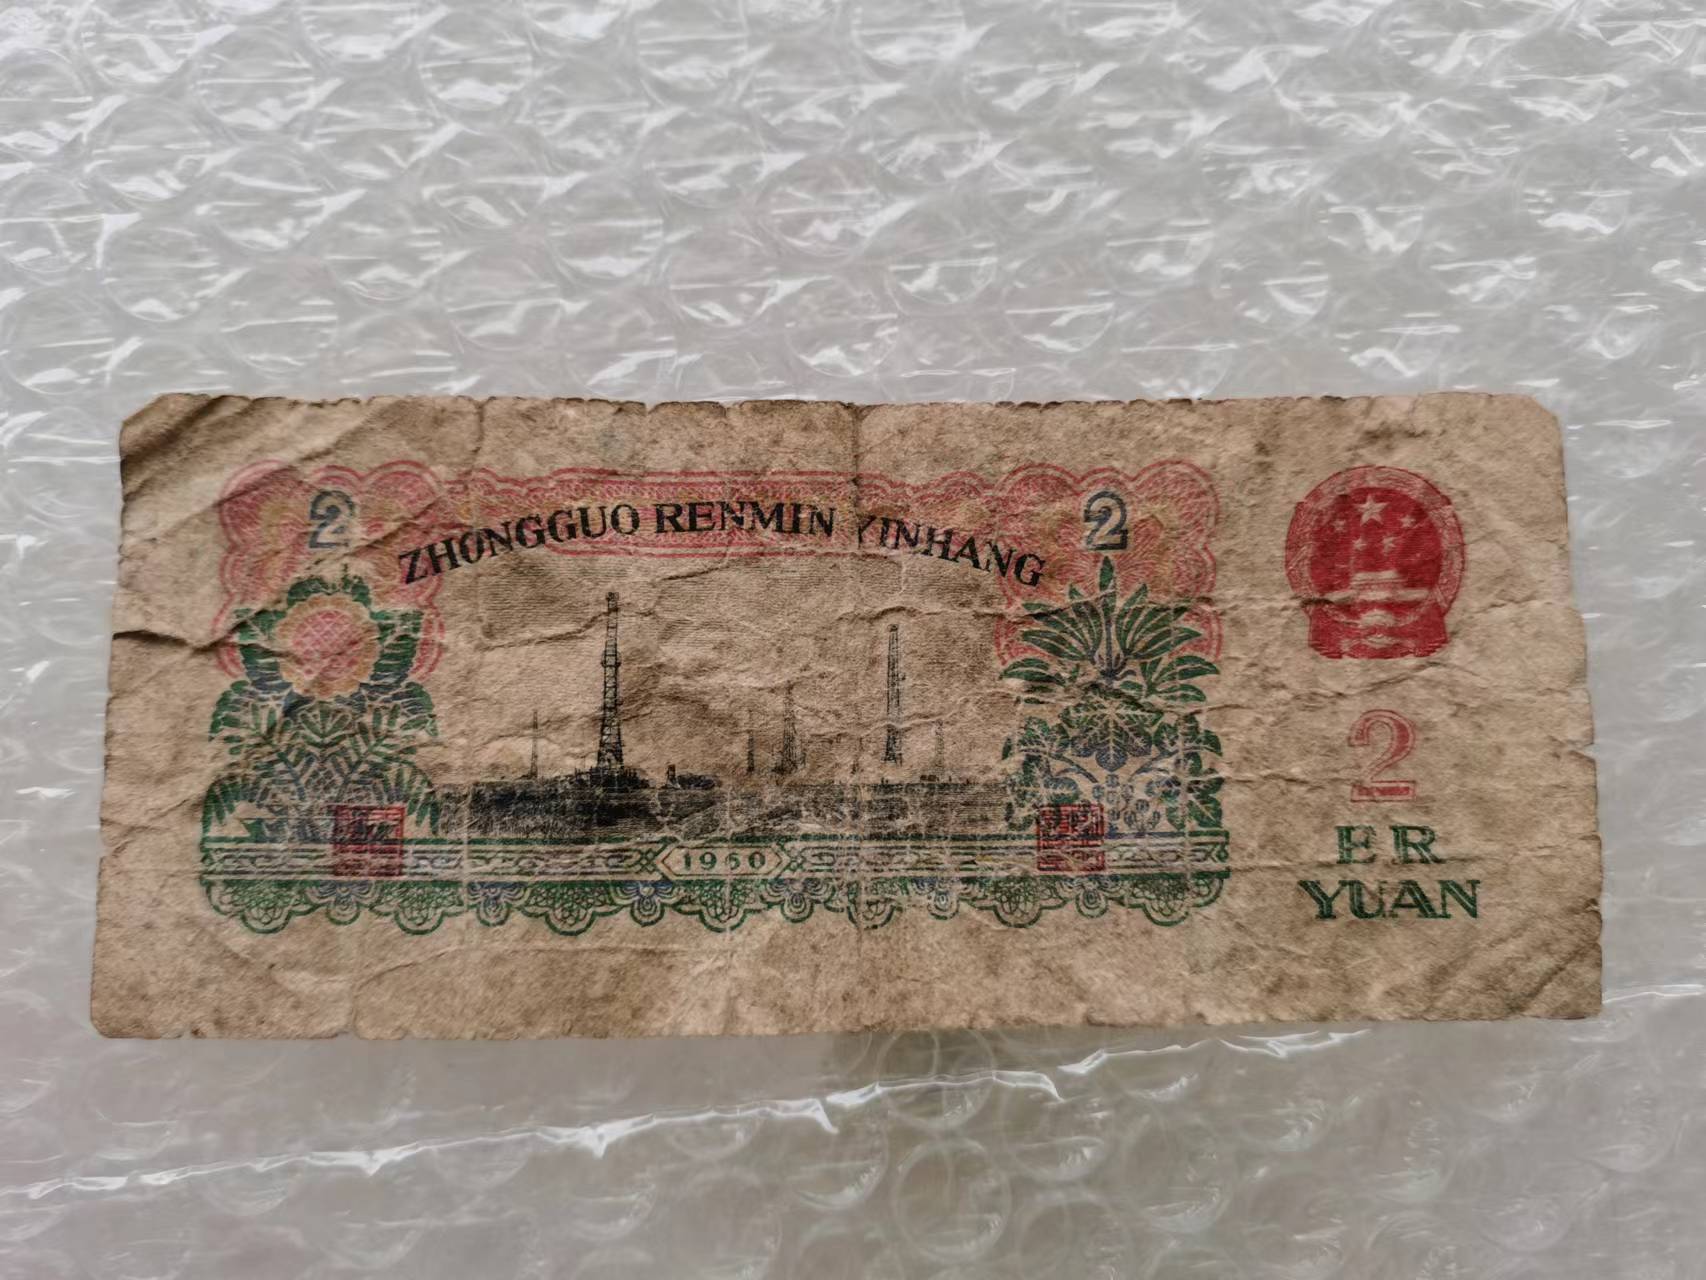 2
ZHONGGUO RENMIN YINHANG
2
1960
2
ER
YUAN